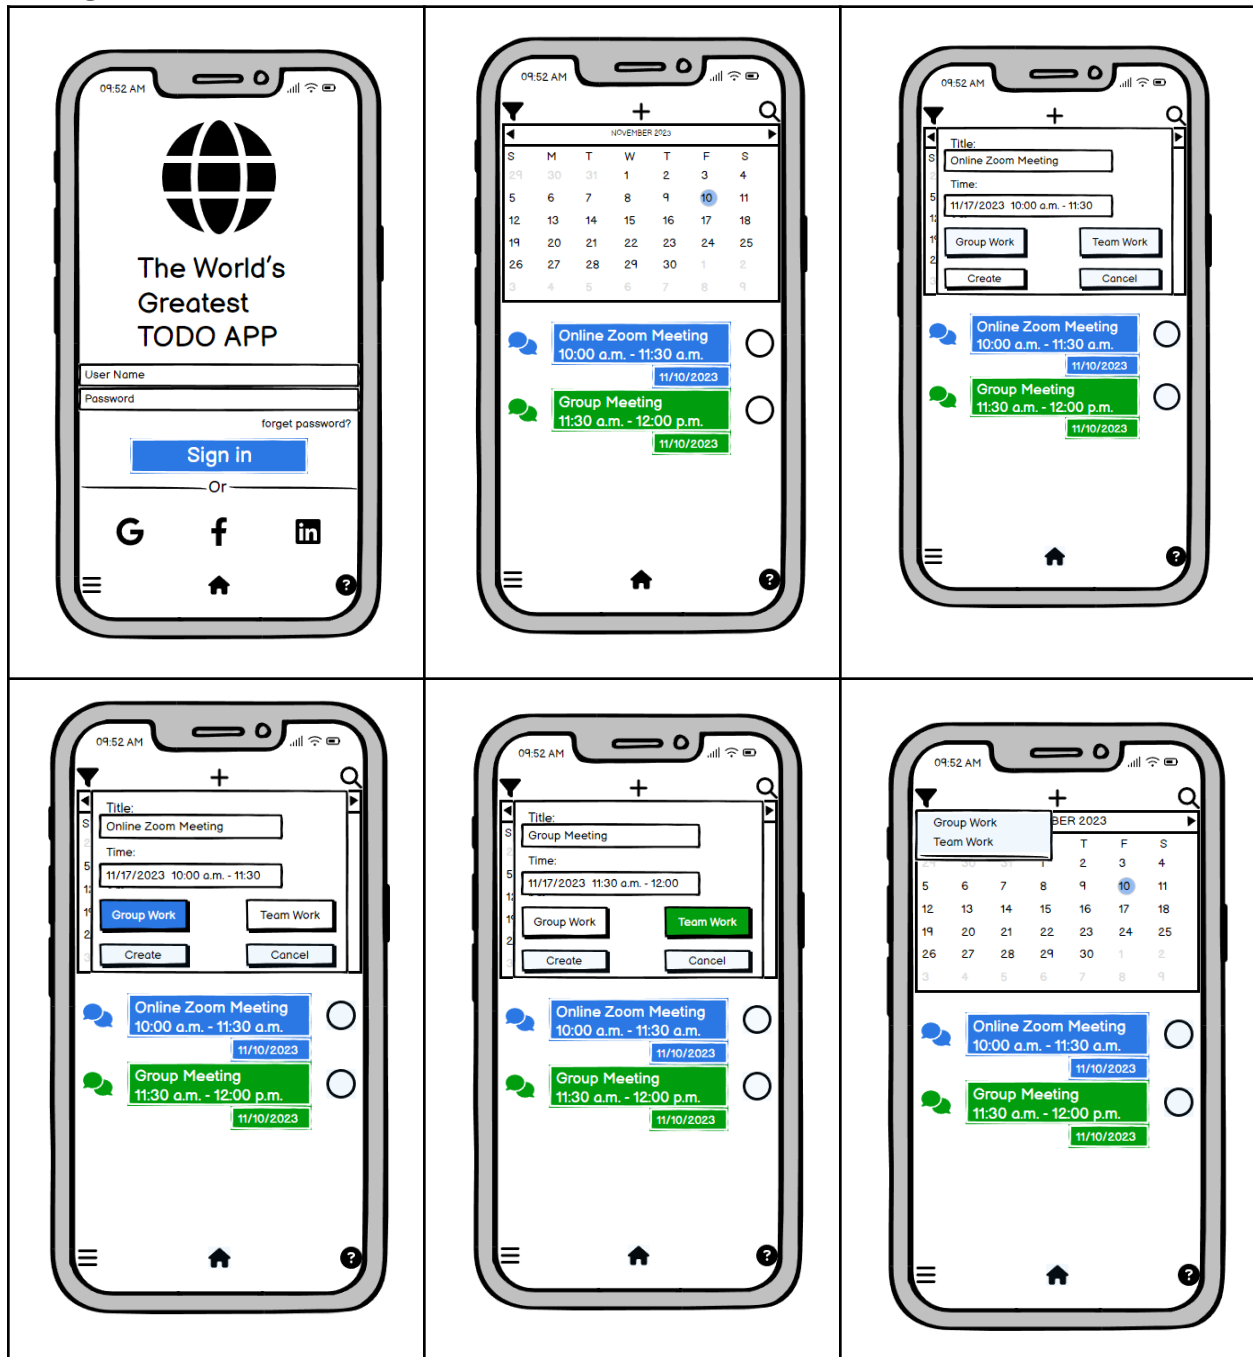 09:52 AM
The World's
Greatest
TODO APP
User Name
Password
forget password?
Sign in
Or
G f in
?
09:52 AM
NOVEMBER 2023
S M T W T F S
29 30 31 1 2 3 4
5 6 7 8 9 10 11
12 13 14 15 16 17 18
19 20 21 22 23 24 25
26 27 28 29 30 1 2
3 4 5 6 7 8 9
Online Zoom Meeting
10:00 a.m. - 11:30 a.m.
11/10/2023
Group Meeting
11:30 a.m. - 12:00 p.m.
11/10/2023
?
09:52 AM
Title:
Online Zoom Meeting
Time:
11/17/2023 10:00 a.m. - 11:30
Group Work Team Work
Create Cancel
Online Zoom Meeting
10:00 a.m. - 11:30 a.m.
11/10/2023
Group Meeting
11:30 a.m. - 12:00 p.m.
11/10/2023
?
09:52 AM
Title:
Online Zoom Meeting
Time:
11/17/2023 10:00 a.m. - 11:30
Group Work Team Work
Create Cancel
Online Zoom Meeting
10:00 a.m. - 11:30 a.m.
11/10/2023
Group Meeting
11:30 a.m. - 12:00 p.m.
11/10/2023
?
09:52 AM
Title:
Group Meeting
Time:
11/17/2023 11:30 a.m. - 12:00
Group Work Team Work
Create Cancel
Online Zoom Meeting
10:00 a.m. - 11:30 a.m.
11/10/2023
Group Meeting
11:30 a.m. - 12:00 p.m.
11/10/2023
?
09:52 AM
Group Work
Team Work
BER 2023
T F S
1 2 3 4
5 6 7 8 9 10 11
12 13 14 15 16 17 18
19 20 21 22 23 24 25
26 27 28 29 30 1 2
3 4 5 6 7 8 9
Online Zoom Meeting
10:00 a.m. - 11:30 a.m.
11/10/2023
Group Meeting
11:30 a.m. - 12:00 p.m.
11/10/2023
?